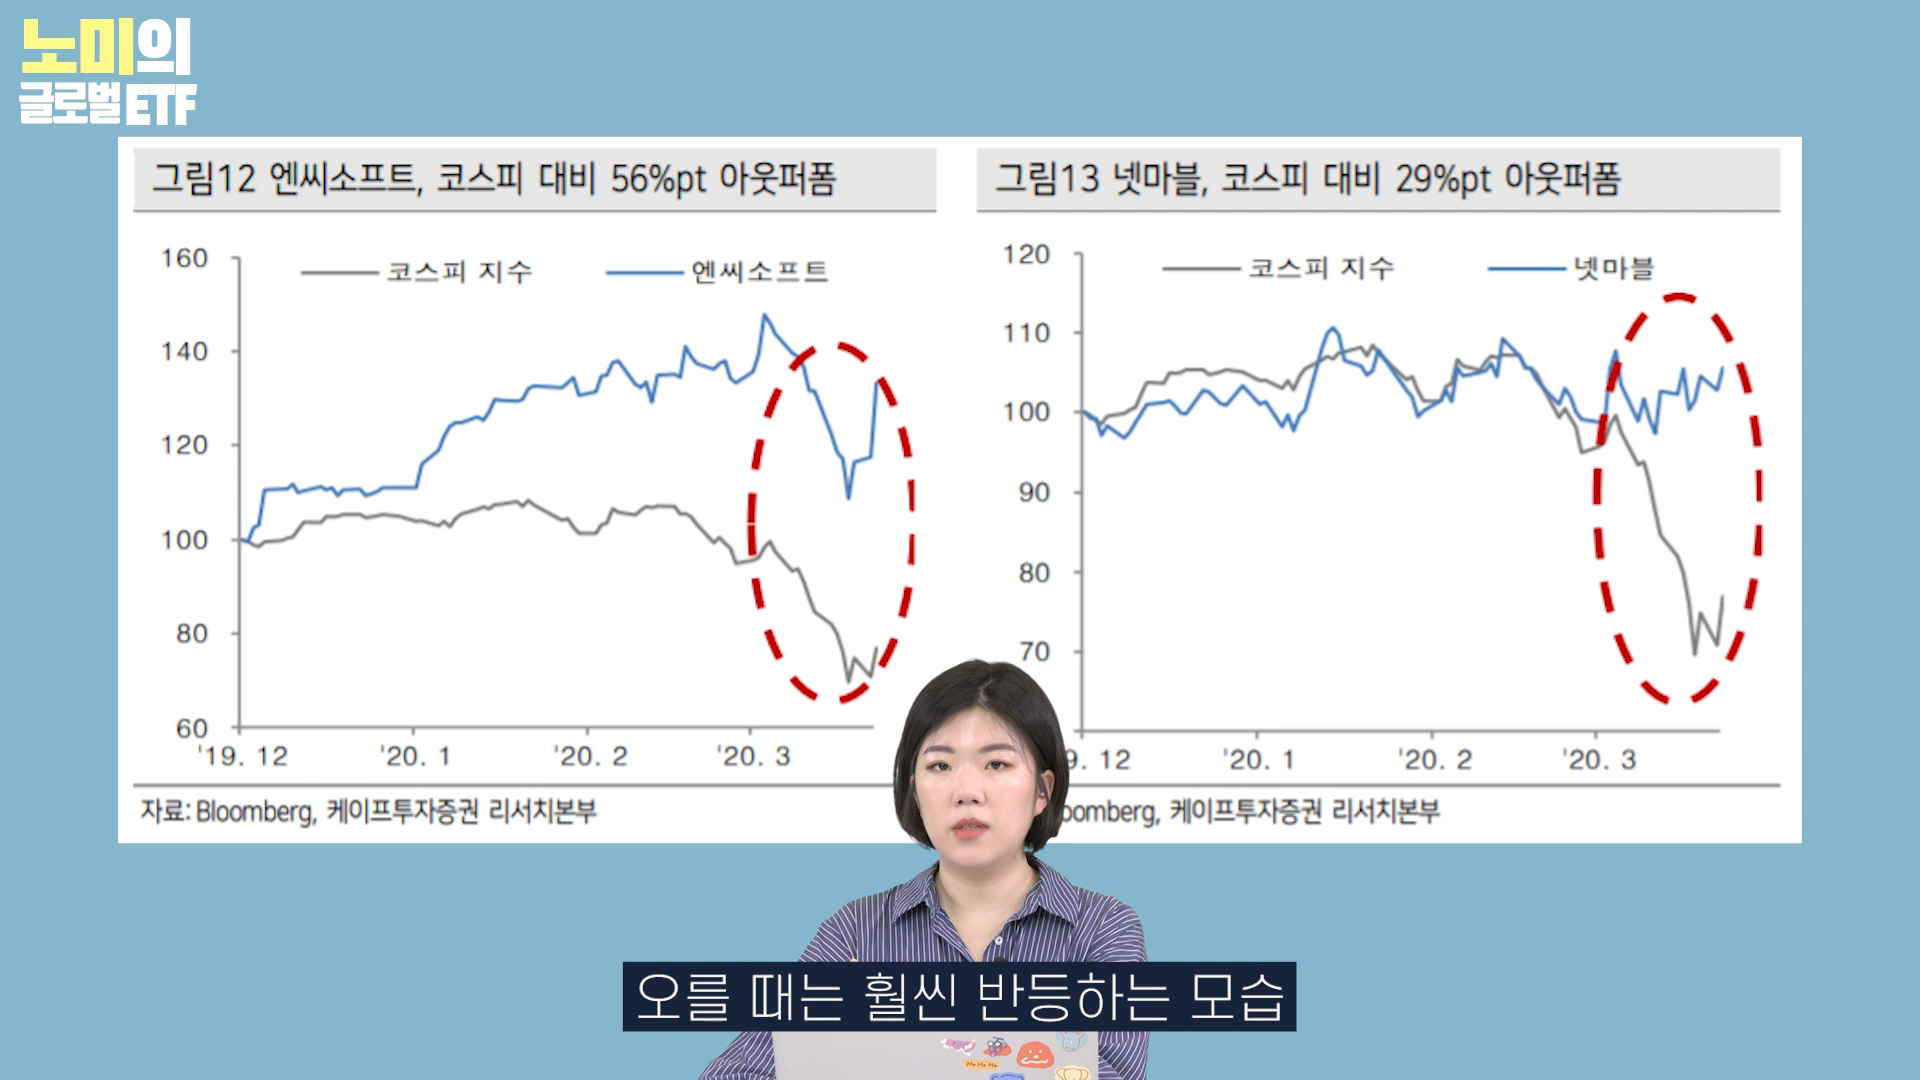 노미의
글로벌 ETF
그림12 엔씨소프트, 코스피 대비 56%pt 아웃퍼폼
160
140
120
100
80
60
코스피 지수
엔씨소프트
'19. 12
'20. 1
'20. 2
'20. 3
자료: Bloomberg, 케이프투자증권 리서치본부
그림13 넷마블, 코스피 대비 29%pt 아웃퍼폼
120
110
100
90
80
70
코스피 지수
넷마블
9. 12
'20. 1
'20. 2
'20. 3
oomberg, 케이프투자증권 리서치본부
오를 때는 훨씬 반등하는 모습
Ha Ha Ha